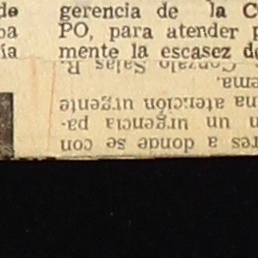 de
ba
ía
gerencia de la C
PO, para atender p
mente la escasez d
Gonzalo Salas R.
ema.
na atención urgente
n un urgencia pa-
res a donde se con